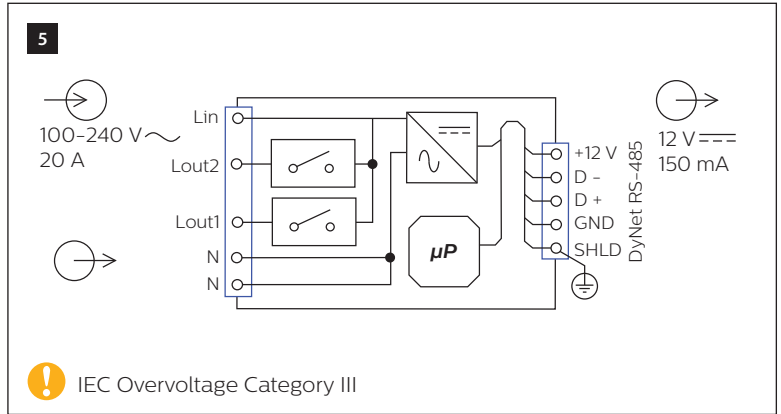 5
100-240 V
20 A
Lin
Lout2
Lout1
N
N
µP
+12 V
D -
D +
GND
SHLD
DyNet RS-485
12 V
150 mA
IEC Overvoltage Category III